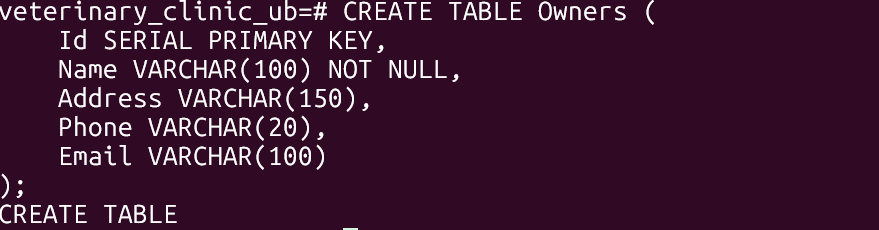 veterinary_clinic_ub=# CREATE TABLE Owners (
    Id SERIAL PRIMARY KEY,
    Name VARCHAR(100) NOT NULL,
    Address VARCHAR(150),
    Phone VARCHAR(20),
    Email VARCHAR(100)
);
CREATE TABLE